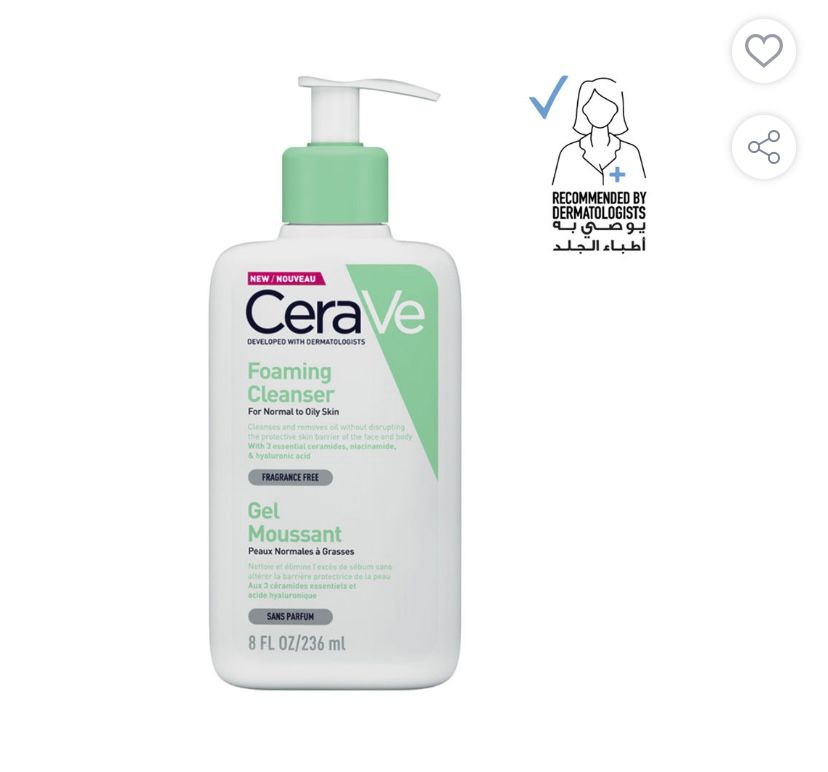 NEW / NOUVEAU
CeraVe
DEVELOPED WITH DERMATOLOGISTS
Foaming
Cleanser
For Normal to Oily Skin
Cleanses and removes oil without disrupting
the protective skin barrier of the face and body
With 3 essential ceramides, niacinamide,
& hyaluronic acid
FRAGRANCE FREE
Gel
Moussant
Peaux Normales à Grasses
Nettoie et élimine l'excès de sébum sans
altérer la barrière protectrice de la peau
Aux 3 céramides essentiels et
acide hyaluronique
SANS PARFUM
8 FL OZ/236 ml
RECOMMENDED BY
DERMATOLOGISTS
يوصي به
أطباء الجلد